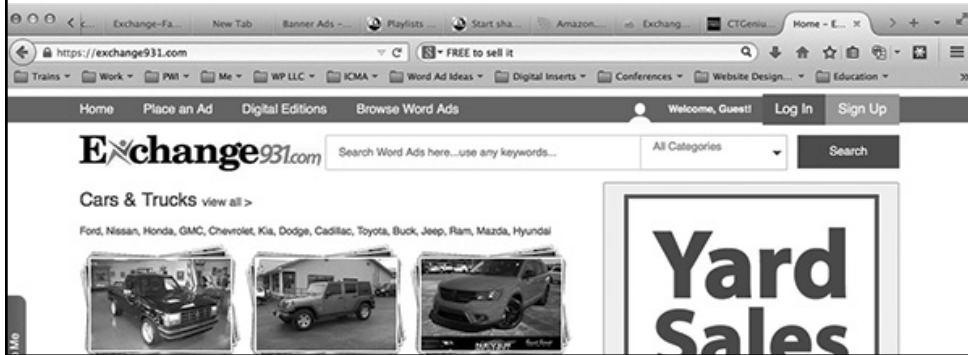 c... Exchange-Fa... New Tab Banner Ads -... Playlists ... Start sha... Amazon.... Exchang... CTGeniu... Home - E... ×
https://exchange931.com FREE to sell it
Trains Work PWI Me WP LLC ICMA Word Ad Ideas Digital Inserts Conferences Website Design... Education
Home Place an Ad Digital Editions Browse Word Ads Welcome, Guest! Log In Sign Up
Exchange931.com Search Word Ads here...use any keywords... All Categories Search
Cars & Trucks view all >
Ford, Nissan, Honda, GMC, Chevrolet, Kia, Dodge, Cadillac, Toyota, Buck, Jeep, Ram, Mazda, Hyundai
Yard
Sales
Me